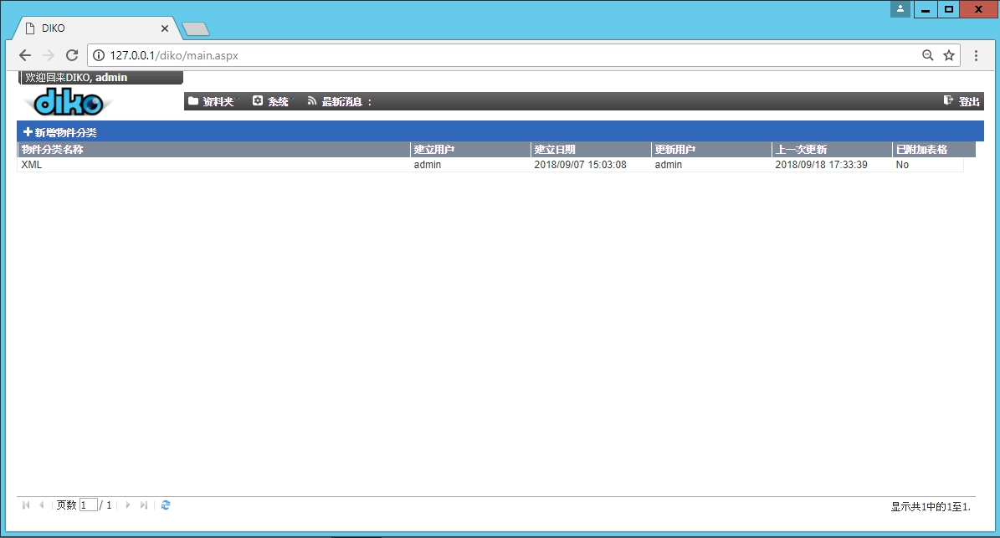 DIKO
127.0.0.1/diko/main.aspx
欢迎回来DIKO, admin
diko
资料夹 系统 最新消息 : 登出
新增物件分类
物件分类名称 建立用户 建立日期 更新用户 上一次更新 已附加表格
XML admin 2018/09/07 15:03:08 admin 2018/09/18 17:33:39 No
页数 1 / 1 显示共1中的1至1.